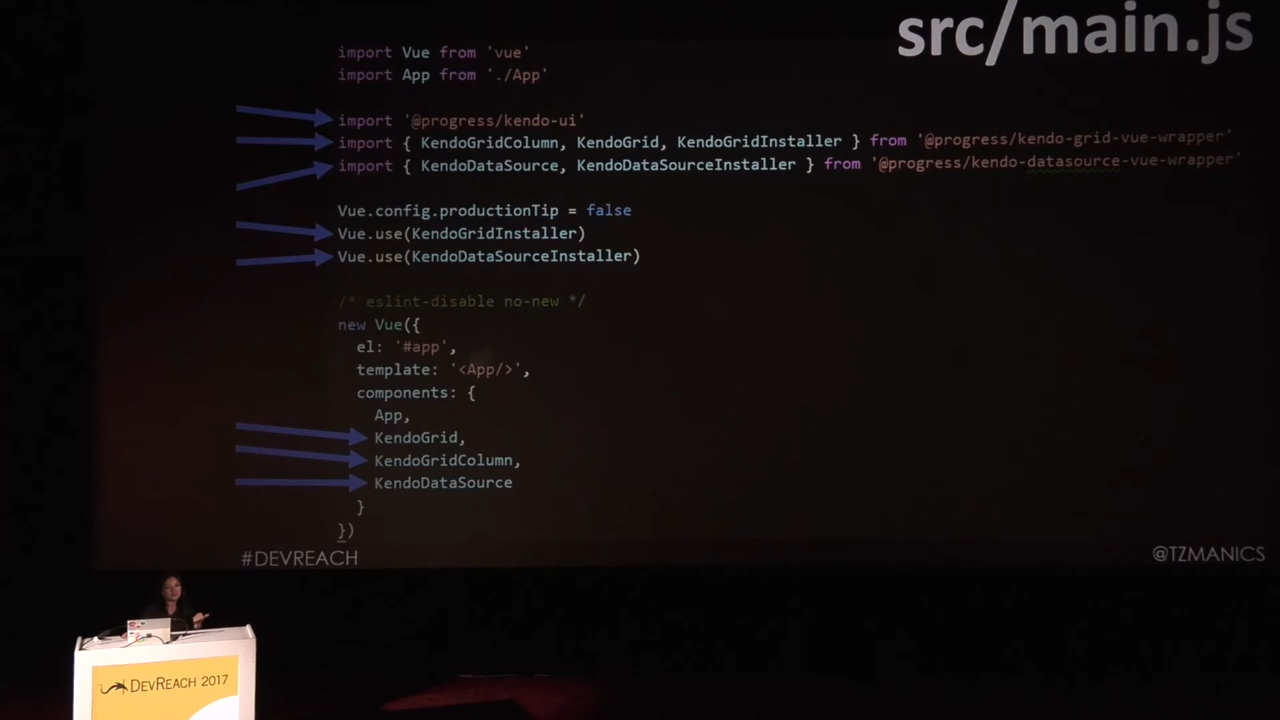 src/main.js
import Vue from 'vue'
import App from './App'
import '@progress/kendo-ui'
import { KendoGridColumn, KendoGrid, KendoGridInstaller } from '@progress/kendo-grid-vue-wrapper'
import { KendoDataSource, KendoDataSourceInstaller } from '@progress/kendo-datasource-vue-wrapper'
Vue.config.productionTip = false
Vue.use(KendoGridInstaller)
Vue.use(KendoDataSourceInstaller)
/* eslint-disable no-new */
new Vue({
el: '#app',
template: '<App/>',
components: {
App,
KendoGrid,
KendoGridColumn,
KendoDataSource
}
})
#DEVREACH
@TZMANICS
DEVREACH 2017